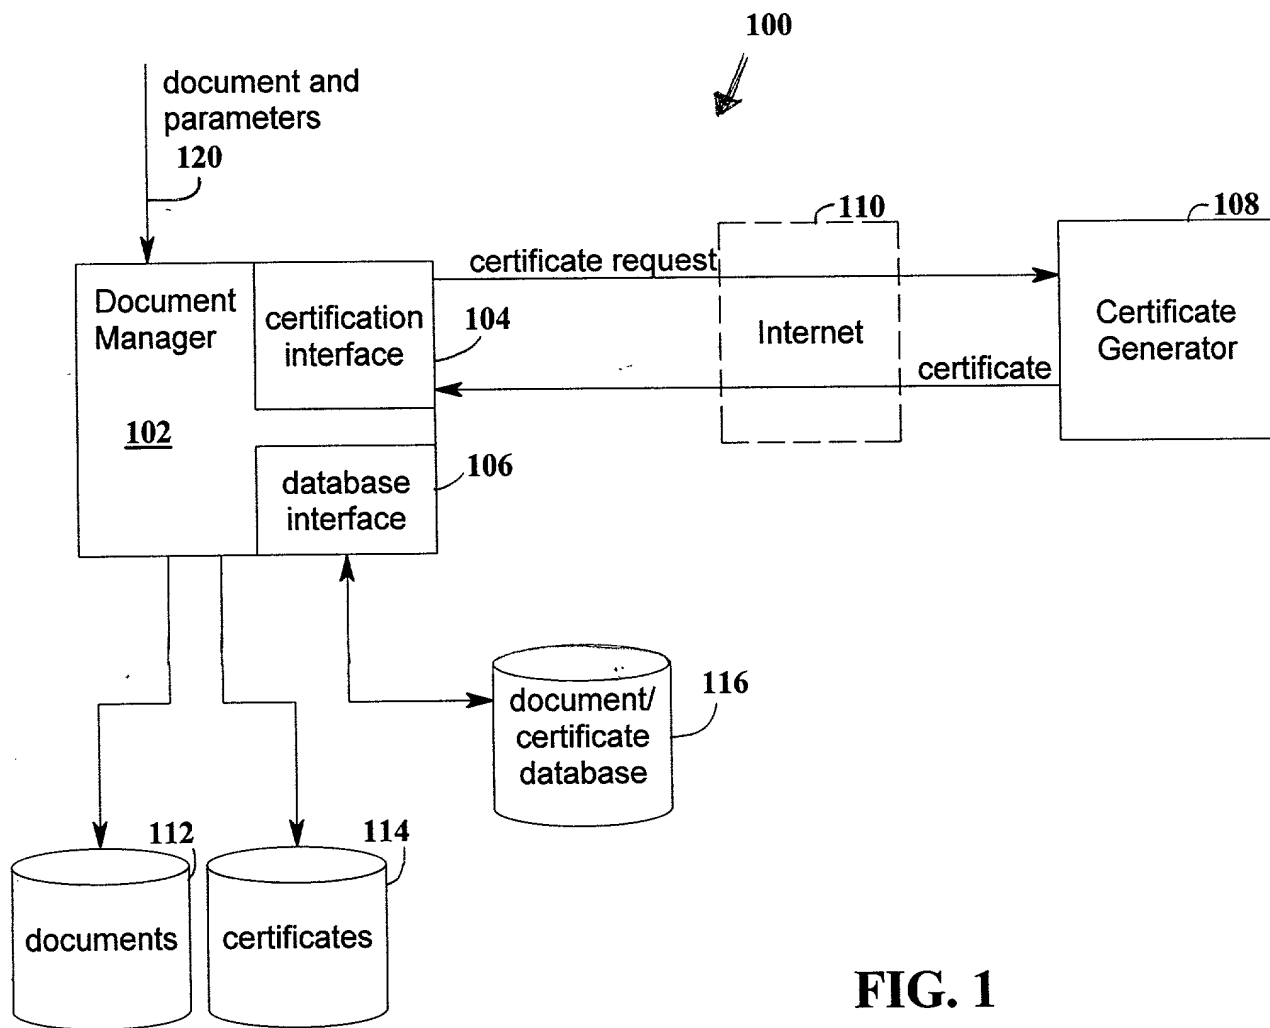 100
document and
parameters
120
110
108
certificate request
Document
Manager
certification
interface
104
Internet
Certificate
Generator
certificate
102
106
database
interface
document/
certificate
database
116
112
114
documents
certificates
FIG. 1